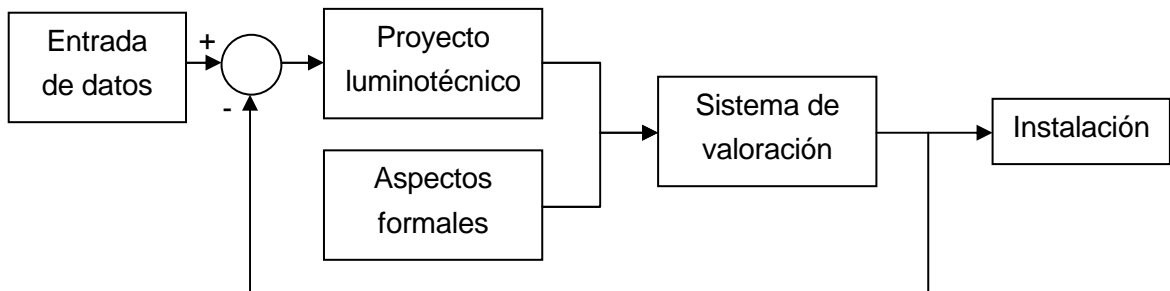 Entrada
de datos
+
-
Proyecto
luminotécnico
Aspectos
formales
Sistema de
valoración
Instalación